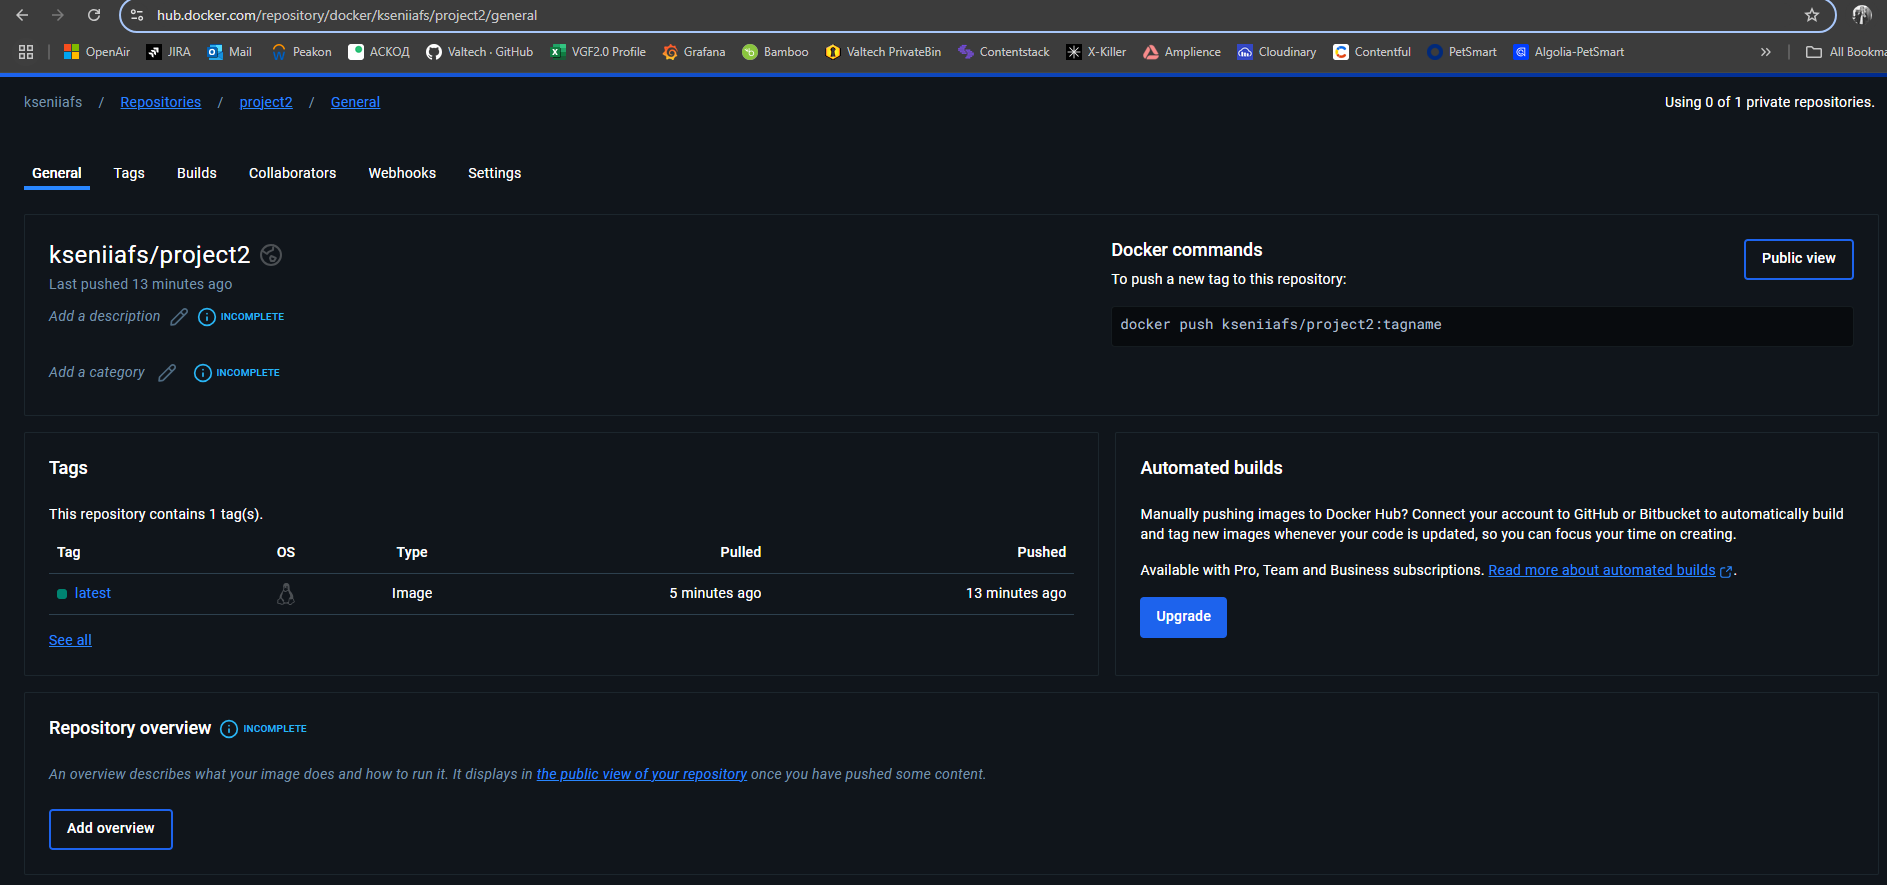 hub.docker.com/repository/docker/kseniiafs/project2/general
OpenAir JIRA Mail Peakon АСКОД Valtech · GitHub VGF2.0 Profile Grafana Bamboo Valtech PrivateBin Contentstack X-Killer Amplience Cloudinary Contentful PetSmart Algolia-PetSmart » All Bookma
kseniiafs / Repositories / project2 / General
Using 0 of 1 private repositories.
General Tags Builds Collaborators Webhooks Settings
kseniiafs/project2
Last pushed 13 minutes ago
Add a description INCOMPLETE
Add a category INCOMPLETE
Docker commands
To push a new tag to this repository:
Public view
docker push kseniiafs/project2:tagname
Tags
This repository contains 1 tag(s).
Tag OS Type Pulled Pushed
latest Image 5 minutes ago 13 minutes ago
See all
Automated builds
Manually pushing images to Docker Hub? Connect your account to GitHub or Bitbucket to automatically build
and tag new images whenever your code is updated, so you can focus your time on creating.
Available with Pro, Team and Business subscriptions. Read more about automated builds .
Upgrade
Repository overview INCOMPLETE
An overview describes what your image does and how to run it. It displays in the public view of your repository once you have pushed some content.
Add overview